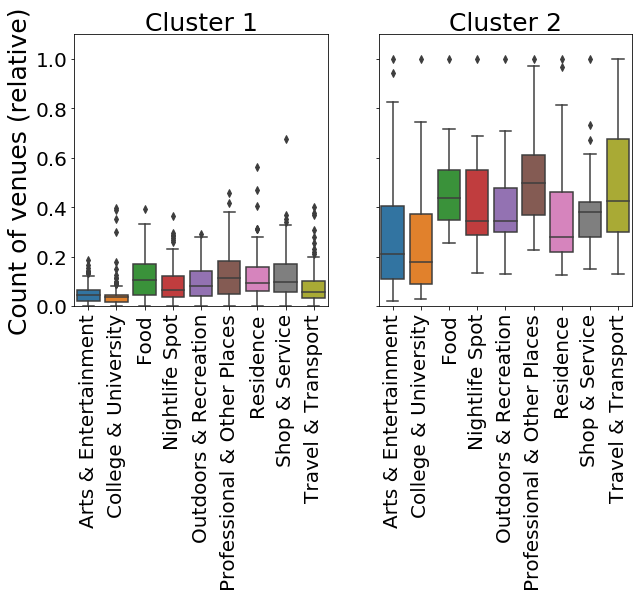 Cluster 1
Cluster 2
Count of venues (relative)
1.0
0.8
0.6
0.4
0.2
0.0
Arts & Entertainment
College & University
Food
Nightlife Spot
Outdoors & Recreation
Professional & Other Places
Residence
Shop & Service
Travel & Transport
Arts & Entertainment
College & University
Food
Nightlife Spot
Outdoors & Recreation
Professional & Other Places
Residence
Shop & Service
Travel & Transport